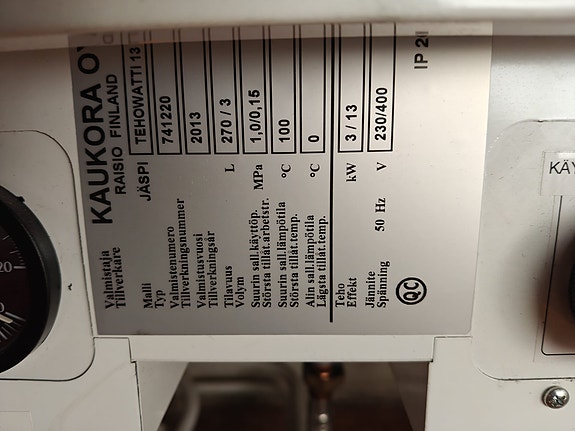 Valmistaja KAUKORA OY
Tillverkare RAISIO FINLAND
Malli JÄSPI TEHOWATTI 13
Typ
Valmistenumero 741220
Tillverkningsnummer
Valmistusvuosi 2013
Tillverkningsår
Tilavuus L 270 / 3
Volym
Suurin sall.käyttöp. MPa 1,0/0,15
Största tillåt.arbetstr.
Suurin sall.lämpötila °C 100
Största tillåt.temp.
Alin sall.lämpötila °C 0
Lägsta tillåt.temp.
Teho kW 3 / 13
Effekt
Jännite 50 Hz V 230/400
Spänning
QC
IP 2
20
KÄY